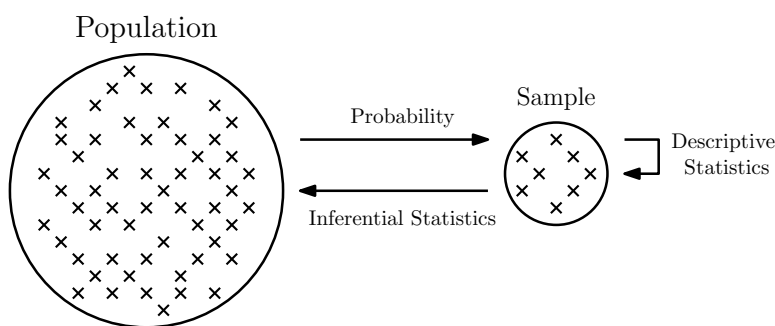 Population
Probability
Sample
Descriptive
Statistics
Inferential Statistics